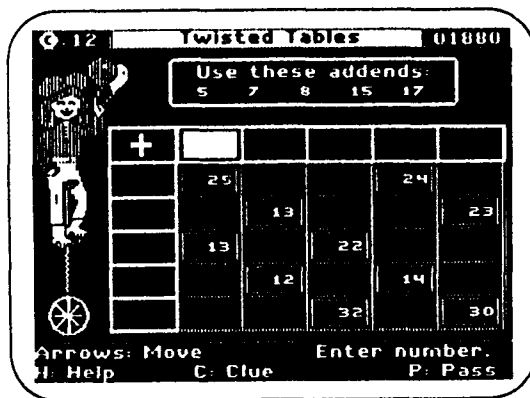 ©: 12 Twisted Tables 01880
Use these addends:
5 7 8 15 17
+
25 24
13 23
13 22
12 14
32 30
Arrows: Move Enter number.
H: Help C: Clue P: Pass